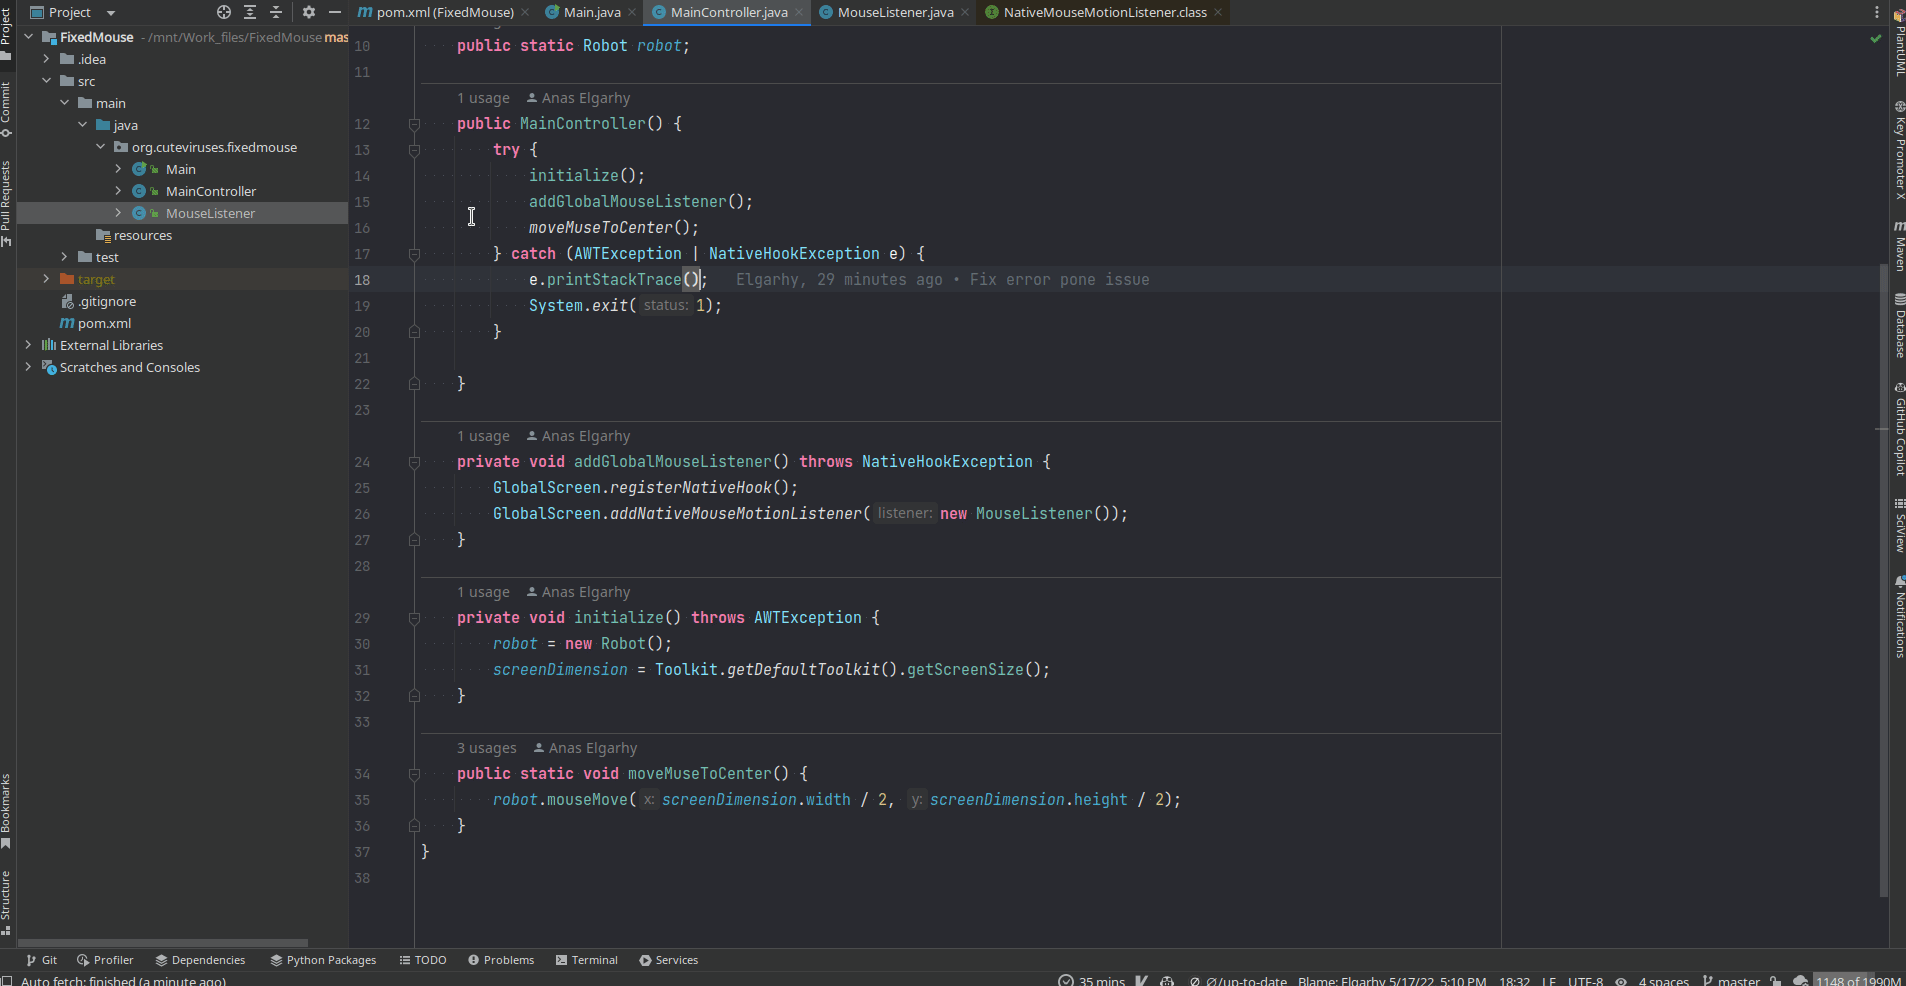 Project
pom.xml (FixedMouse)
Main.java
MainController.java
MouseListener.java
NativeMouseMotionListener.class
Project
Commit
Pull Requests
Bookmarks
Structure
FixedMouse - /mnt/Work_files/FixedMouse mas
.idea
src
main
java
org.cuteviruses.fixedmouse
Main
MainController
MouseListener
resources
test
target
.gitignore
pom.xml
External Libraries
Scratches and Consoles
10 public static Robot robot;
11
1 usage Anas Elgarhy
12 public MainController() {
13 try {
14 initialize();
15 addGlobalMouseListener();
16 moveMuseToCenter();
17 } catch (AWTException | NativeHookException e) {
18 e.printStackTrace(); Elgarhy, 29 minutes ago • Fix error pone issue
19 System.exit( status: 1);
20 }
21
22 }
23
1 usage Anas Elgarhy
24 private void addGlobalMouseListener() throws NativeHookException {
25 GlobalScreen.registerNativeHook();
26 GlobalScreen.addNativeMouseMotionListener( listener: new MouseListener());
27 }
28
1 usage Anas Elgarhy
29 private void initialize() throws AWTException {
30 robot = new Robot();
31 screenDimension = Toolkit.getDefaultToolkit().getScreenSize();
32 }
33
3 usages Anas Elgarhy
34 public static void moveMuseToCenter() {
35 robot.mouseMove( x: screenDimension.width / 2, y: screenDimension.height / 2);
36 }
37 }
38
PlantUML
Key Promoter X
Maven
Database
GitHub Copilot
SciView
Notifications
Git
Profiler
Dependencies
Python Packages
TODO
Problems
Terminal
Services
Auto fetch: finished (a minute ago)
35 mins
Ø/up-to-date
Blame: Elgarhy 5/17/22, 5:10 PM
18:32
LF
UTF-8
4 spaces
master
1148 of 1990M